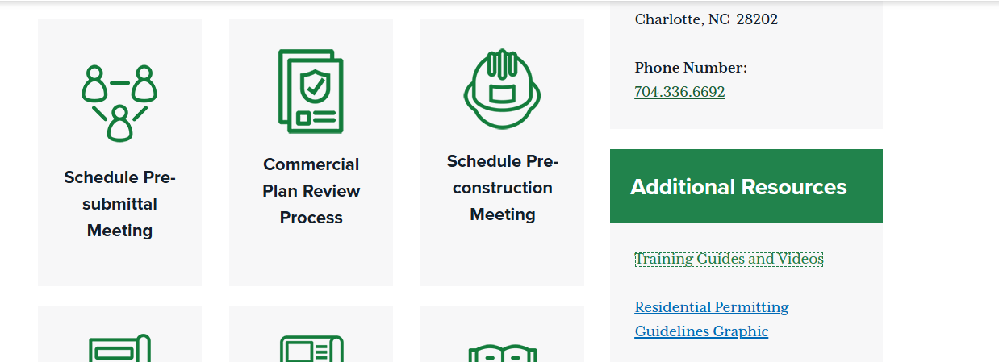 Schedule Pre-
submittal
Meeting
Commercial
Plan Review
Process
Schedule Pre-
construction
Meeting
Charlotte, NC  28202
Phone Number:
704.336.6692
Additional Resources
Training Guides and Videos
Residential Permitting
Guidelines Graphic